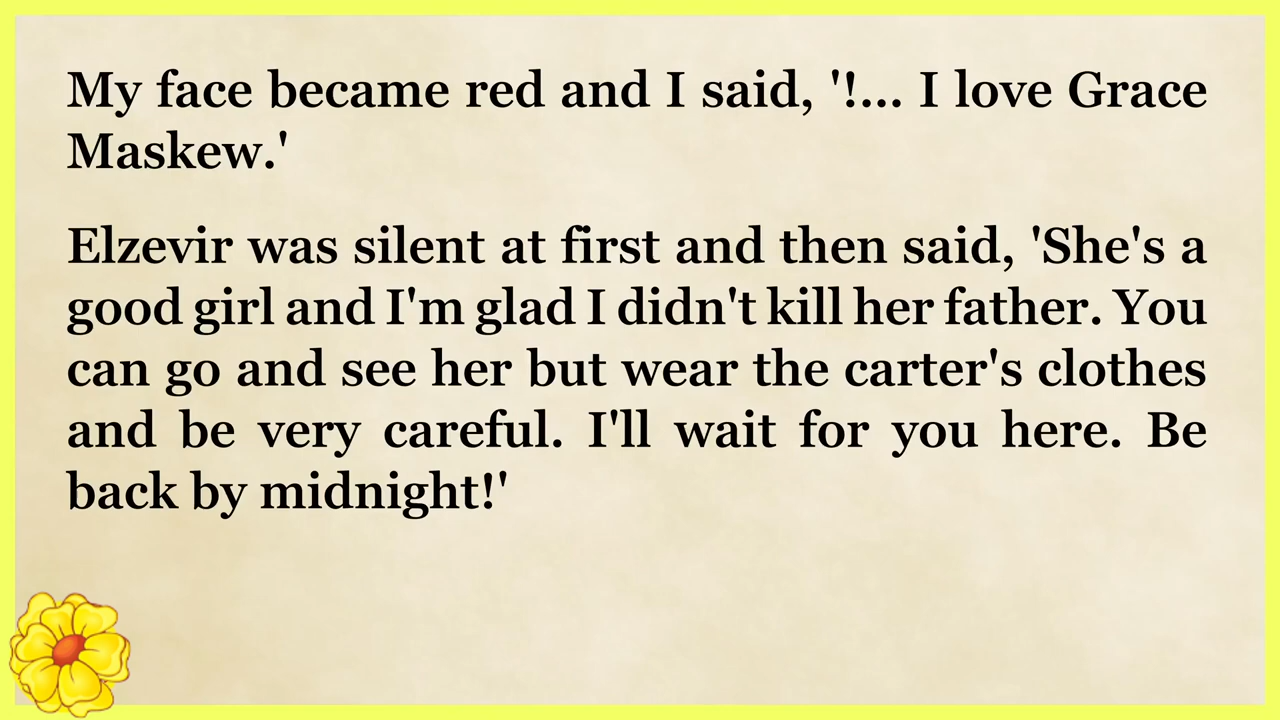 My face became red and I said, '!... I love Grace
Maskew.'
Elzevir was silent at first and then said, 'She's a
good girl and I'm glad I didn't kill her father. You
can go and see her but wear the carter's clothes
and be very careful. I'll wait for you here. Be
back by midnight!'